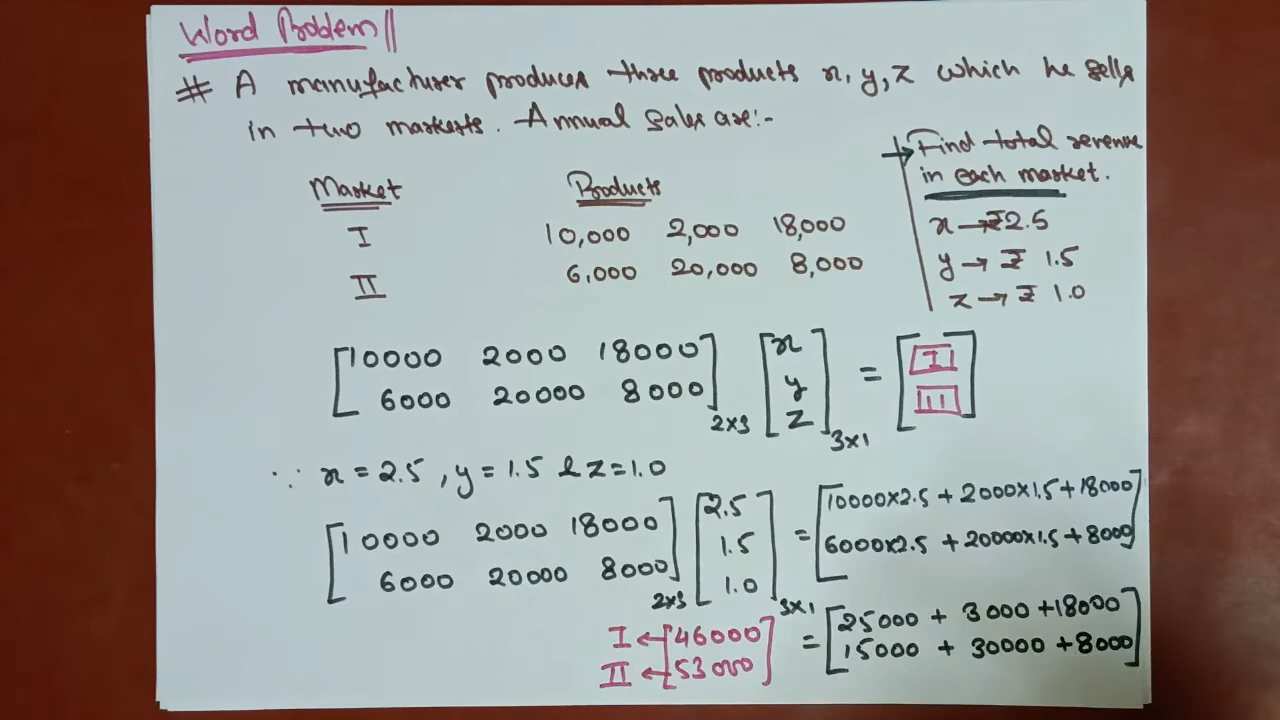 Word Problem ||
# A manufacturer produces three products x, y, z which he sells
in two markets. Annual sales are:-
→ Find total revenue
in each market.
Market Products
I 10,000 2,000 18,000
II 6,000 20,000 8,000
x → ₹2.5
y → ₹ 1.5
z → ₹ 1.0
[10000 2000 18000] [x] = [I]
[6000 20000 8000] 2×3 [y] [II]
[z] 3×1
∵ x = 2.5 , y = 1.5 & z = 1.0
[10000 2000 18000] [2.5] = [10000×2.5 + 2000×1.5 + 18000]
[6000 20000 8000] 2×3 [1.5] [6000×2.5 + 20000×1.5 + 8000]
[1.0] 3×1
I ← [46000] = [25000 + 3000 + 18000]
II ← [53000] [15000 + 30000 + 8000]